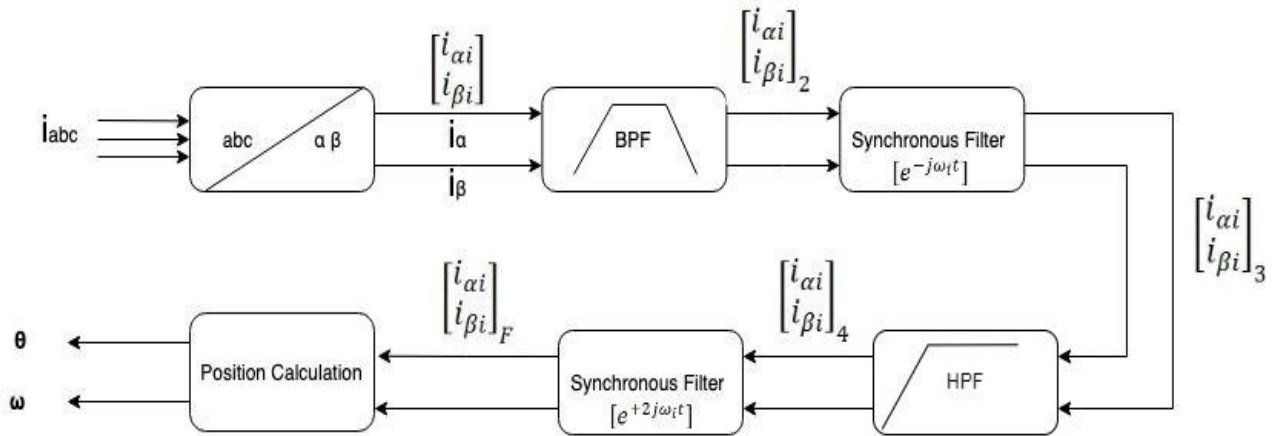 i_abc
abc
α β
[i_αi
i_βi]
i_α
i_β
BPF
[i_αi
i_βi]_2
Synchronous Filter
[e^{-jω_i t}]
[i_αi
i_βi]_3
HPF
[i_αi
i_βi]_4
Synchronous Filter
[e^{+2jω_i t}]
[i_αi
i_βi]_F
Position Calculation
θ
ω